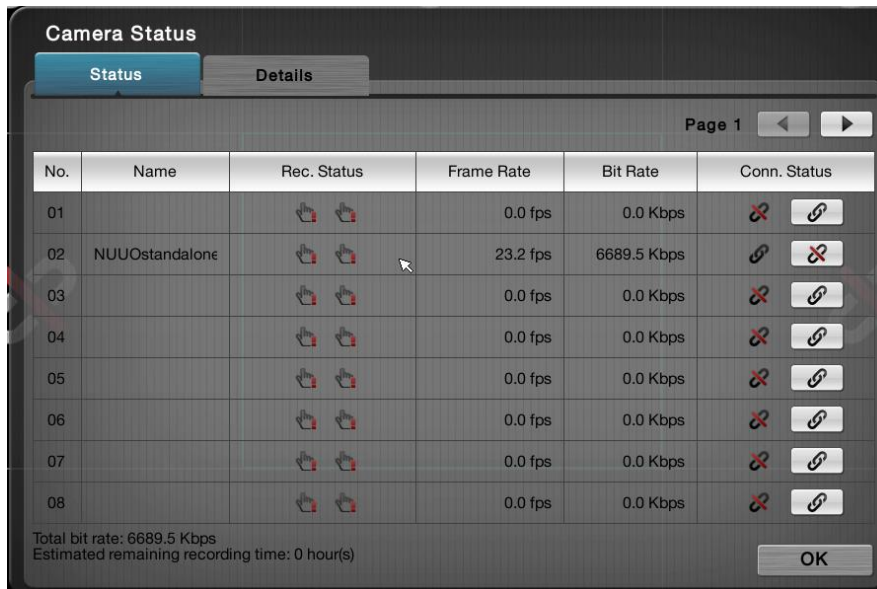 Camera Status
Status Details
Page 1
No. Name Rec. Status Frame Rate Bit Rate Conn. Status
01 0.0 fps 0.0 Kbps
02 NUUOstandalone 23.2 fps 6689.5 Kbps
03 0.0 fps 0.0 Kbps
04 0.0 fps 0.0 Kbps
05 0.0 fps 0.0 Kbps
06 0.0 fps 0.0 Kbps
07 0.0 fps 0.0 Kbps
08 0.0 fps 0.0 Kbps
Total bit rate: 6689.5 Kbps
Estimated remaining recording time: 0 hour(s)
OK